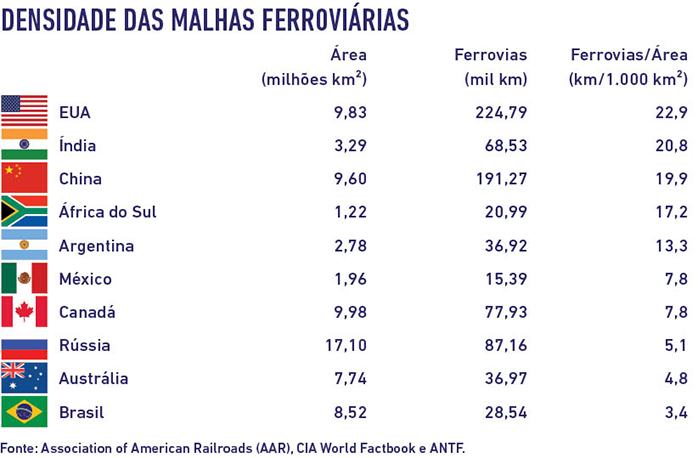 DENSIDADE DAS MALHAS FERROVIÁRIAS
Área Ferrovias Ferrovias/Área
(milhões km²) (mil km) (km/1.000 km²)
EUA 9,83 224,79 22,9
Índia 3,29 68,53 20,8
China 9,60 191,27 19,9
África do Sul 1,22 20,99 17,2
Argentina 2,78 36,92 13,3
México 1,96 15,39 7,8
Canadá 9,98 77,93 7,8
Rússia 17,10 87,16 5,1
Austrália 7,74 36,97 4,8
Brasil 8,52 28,54 3,4
Fonte: Association of American Railroads (AAR), CIA World Factbook e ANTF.